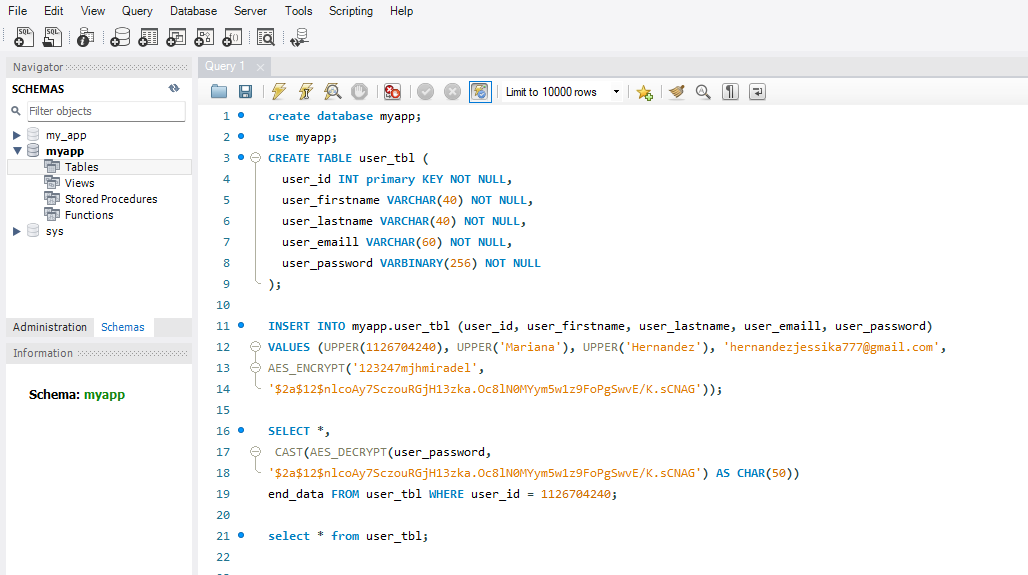 File Edit View Query Database Server Tools Scripting Help
Navigator
SCHEMAS
Filter objects
my_app
myapp
Tables
Views
Stored Procedures
Functions
sys
Administration Schemas
Information
Schema: myapp
Query 1
Limit to 10000 rows
1 create database myapp;
2 use myapp;
3 CREATE TABLE user_tbl (
4 user_id INT primary KEY NOT NULL,
5 user_firstname VARCHAR(40) NOT NULL,
6 user_lastname VARCHAR(40) NOT NULL,
7 user_emaill VARCHAR(60) NOT NULL,
8 user_password VARBINARY(256) NOT NULL
9 );
10
11 INSERT INTO myapp.user_tbl (user_id, user_firstname, user_lastname, user_emaill, user_password)
12 VALUES (UPPER(1126704240), UPPER('Mariana'), UPPER('Hernandez'), 'hernandezjessika777@gmail.com',
13 AES_ENCRYPT('123247mjhmiradel',
14 '$2a$12$nlcoAy7SczouRGjH13zka.Oc8lN0MYym5w1z9FoPgSwvE/K.sCNAG'));
15
16 SELECT *,
17 CAST(AES_DECRYPT(user_password,
18 '$2a$12$nlcoAy7SczouRGjH13zka.Oc8lN0MYym5w1z9FoPgSwvE/K.sCNAG') AS CHAR(50))
19 end_data FROM user_tbl WHERE user_id = 1126704240;
20
21 select * from user_tbl;
22